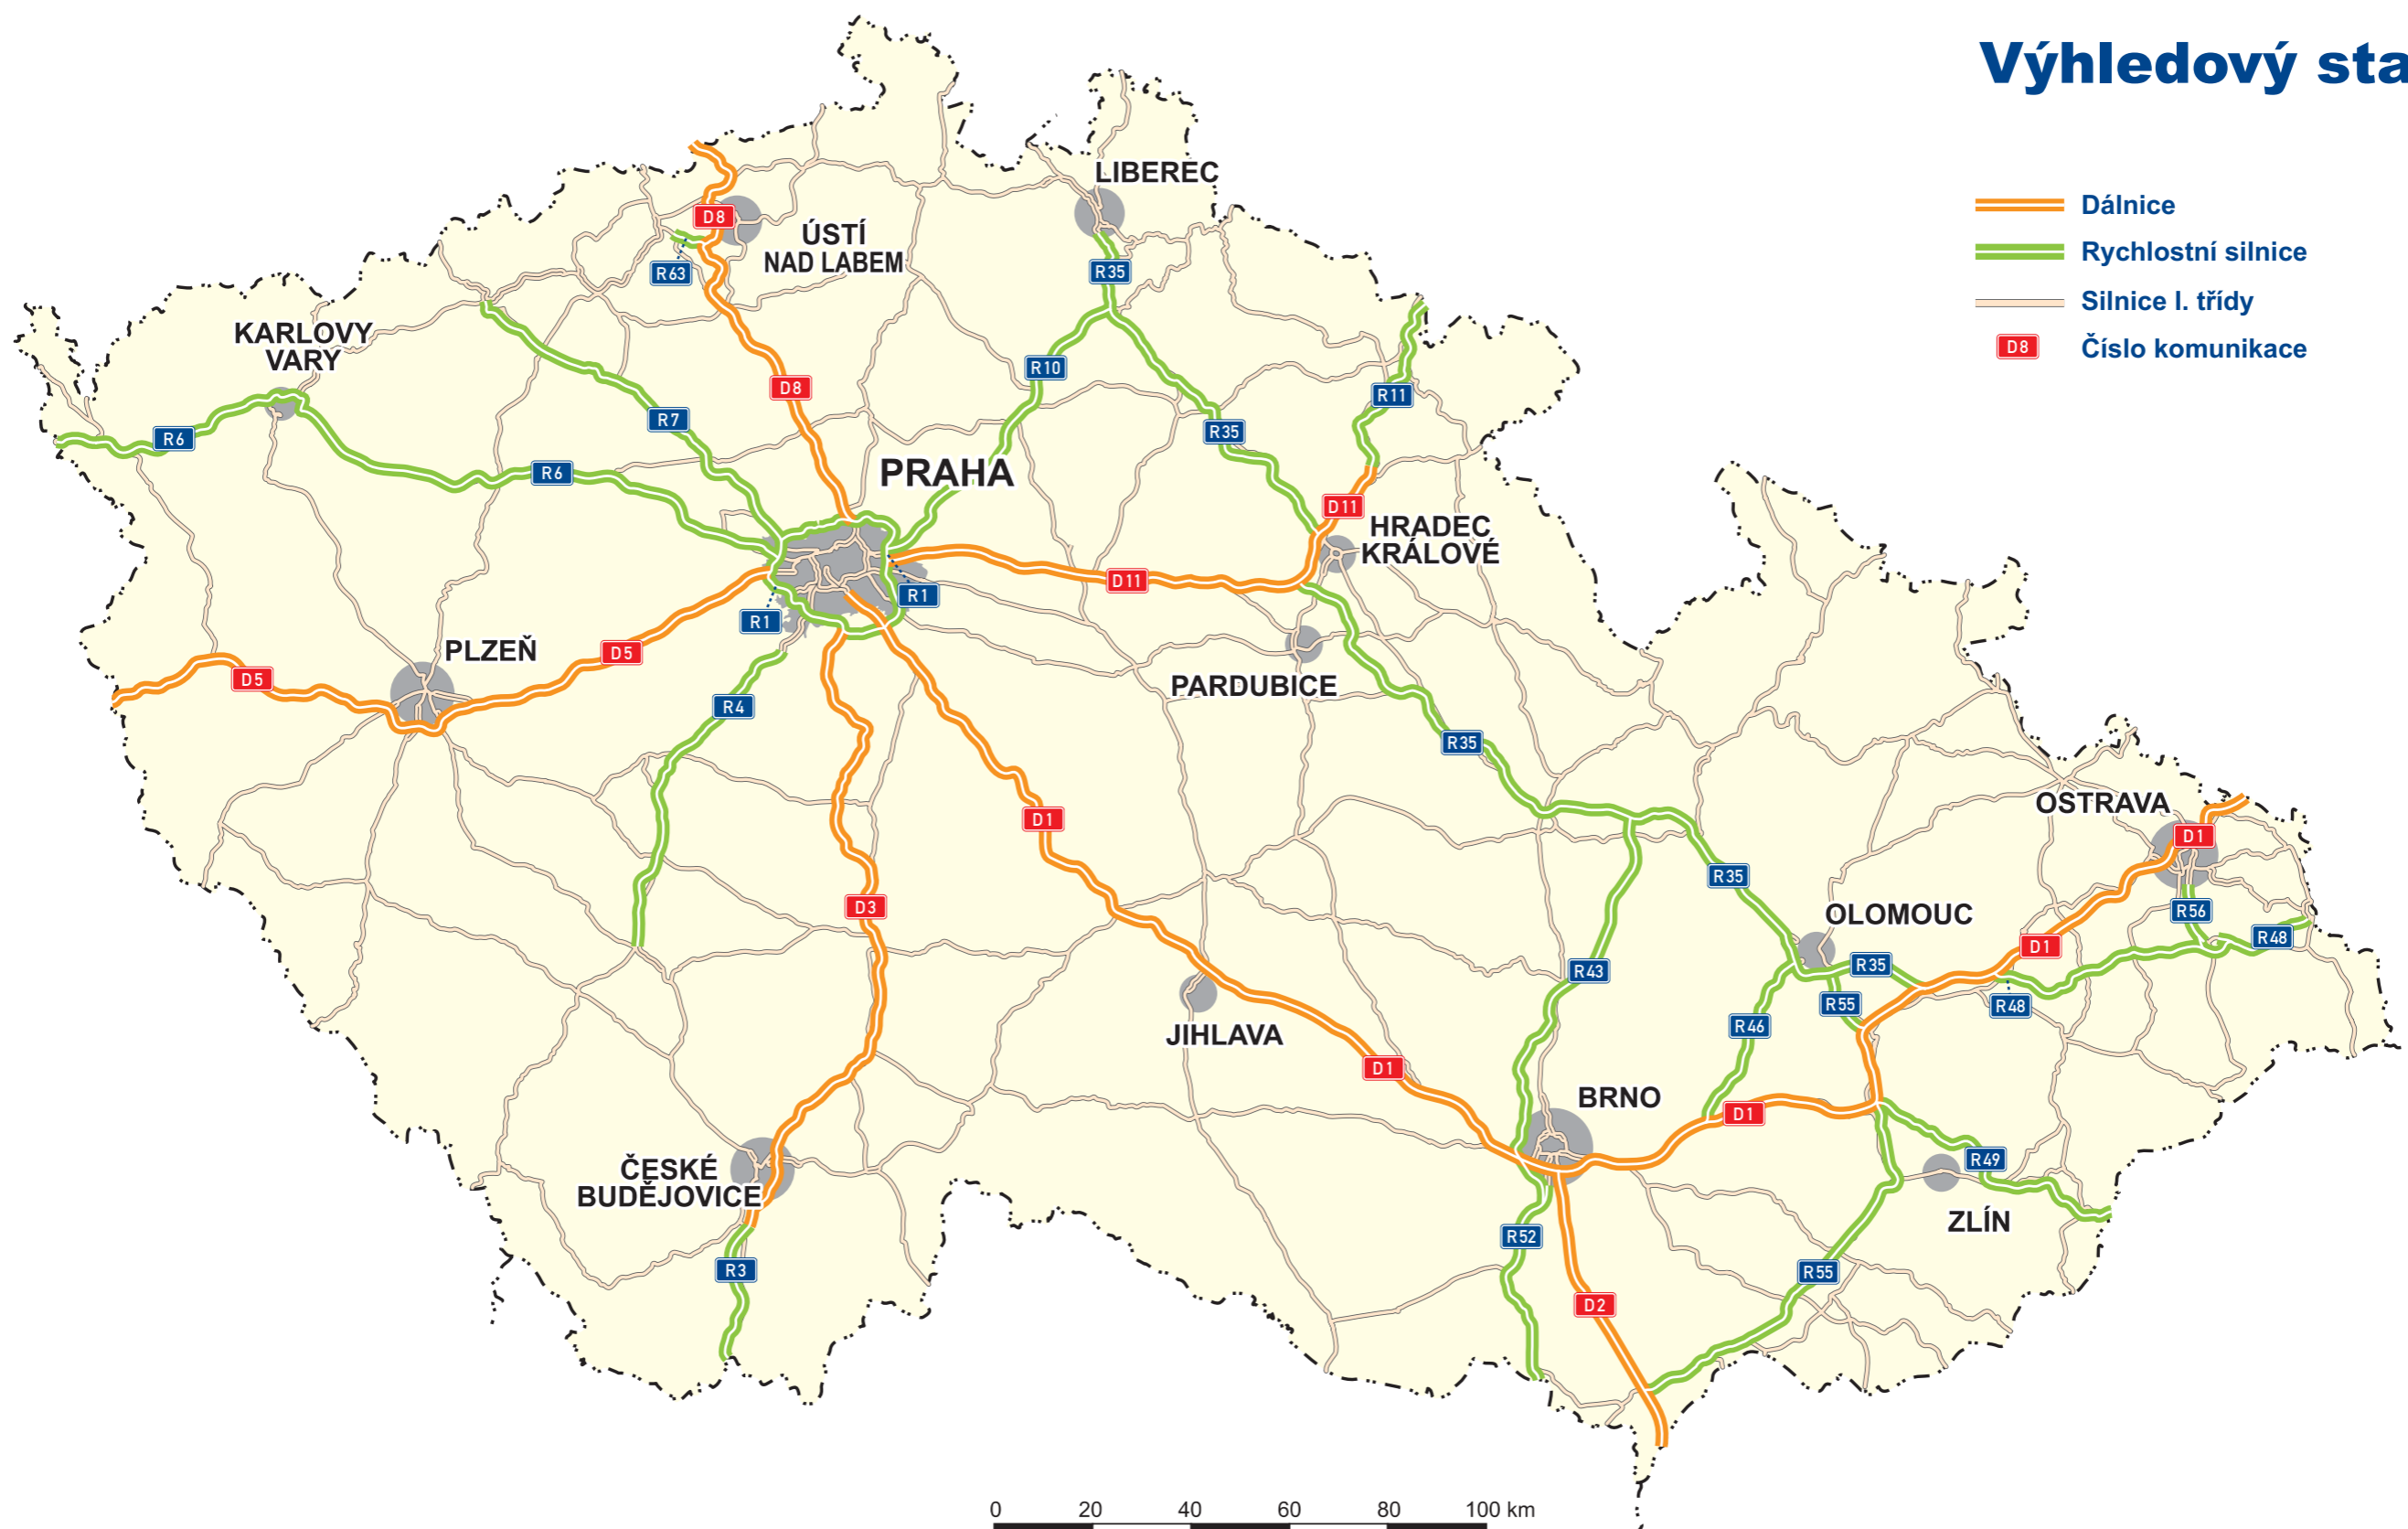 Výhledový sta
Dálnice
Rychlostní silnice
Silnice I. třídy
D8
Číslo komunikace
LIBEREC
D8
ÚSTÍ
NAD LABEM
R63
R35
KARLOVY
VARY
R10
D8
R11
R7
R35
R6
R6
PRAHA
D11
HRADEC
KRÁLOVÉ
D11
R1
R1
PLZEŇ
D5
D5
PARDUBICE
R4
R35
OSTRAVA
D1
D1
R35
D3
OLOMOUC
R56
R48
D1
R43
R35
R55
R48
JIHLAVA
R46
D1
BRNO
D1
ČESKÉ
BUDĚJOVICE
R49
ZLÍN
R52
R3
R55
D2
0 20 40 60 80 100 km